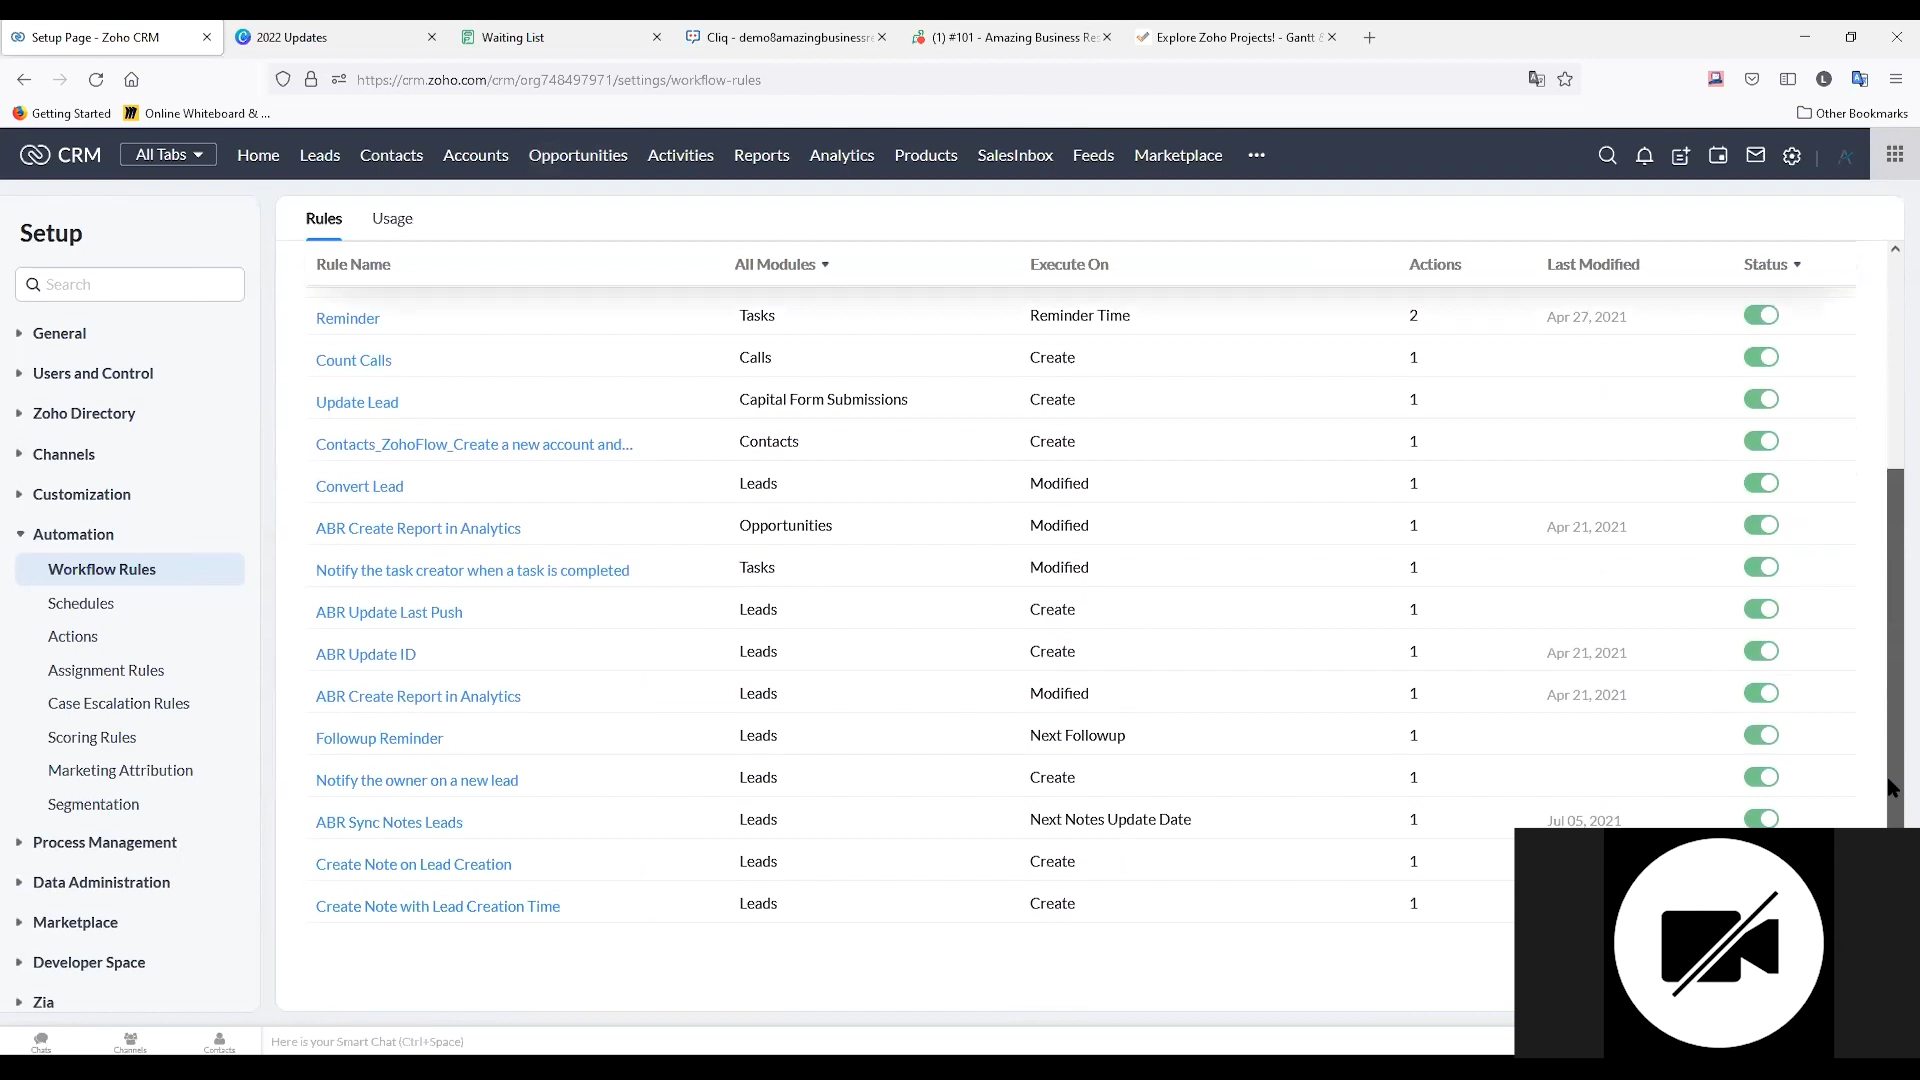 Setup Page - Zoho CRM
2022 Updates
Waiting List
Cliq - demo8amazingbusinessre
(1) #101 - Amazing Business Re
Explore Zoho Projects! - Gantt &
https://crm.zoho.com/crm/org748497971/settings/workflow-rules
Getting Started
Online Whiteboard & ...
Other Bookmarks
CRM All Tabs Home Leads Contacts Accounts Opportunities Activities Reports Analytics Products SalesInbox Feeds Marketplace •••
Setup
Search
General
Users and Control
Zoho Directory
Channels
Customization
Automation
Workflow Rules
Schedules
Actions
Assignment Rules
Case Escalation Rules
Scoring Rules
Marketing Attribution
Segmentation
Process Management
Data Administration
Marketplace
Developer Space
Zia
Rules Usage
Rule Name All Modules Execute On Actions Last Modified Status
Reminder Tasks Reminder Time 2 Apr 27, 2021
Count Calls Calls Create 1
Update Lead Capital Form Submissions Create 1
Contacts_ZohoFlow_Create a new account and... Contacts Create 1
Convert Lead Leads Modified 1
ABR Create Report in Analytics Opportunities Modified 1 Apr 21, 2021
Notify the task creator when a task is completed Tasks Modified 1
ABR Update Last Push Leads Create 1
ABR Update ID Leads Create 1 Apr 21, 2021
ABR Create Report in Analytics Leads Modified 1 Apr 21, 2021
Followup Reminder Leads Next Followup 1
Notify the owner on a new lead Leads Create 1
ABR Sync Notes Leads Leads Next Notes Update Date 1 Jul 05, 2021
Create Note on Lead Creation Leads Create 1
Create Note with Lead Creation Time Leads Create 1
Chats Channels Contacts
Here is your Smart Chat (Ctrl+Space)